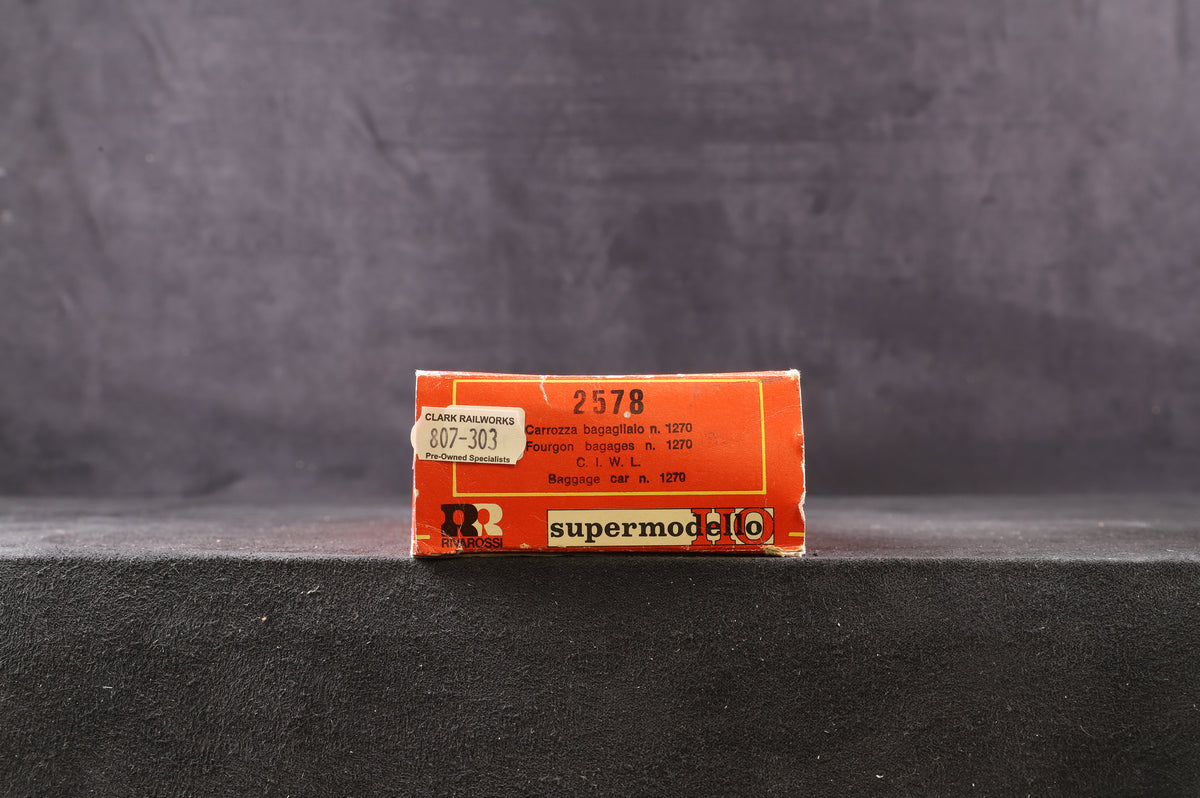 2578
Carrozza bagagliaio n. 1270
Fourgon bagages n. 1270
C. I. W. L.
Baggage car n. 1270
CLARK RAILWORKS
807-303
Pre-Owned Specialists
RR
RIVAROSSI
supermodello HO